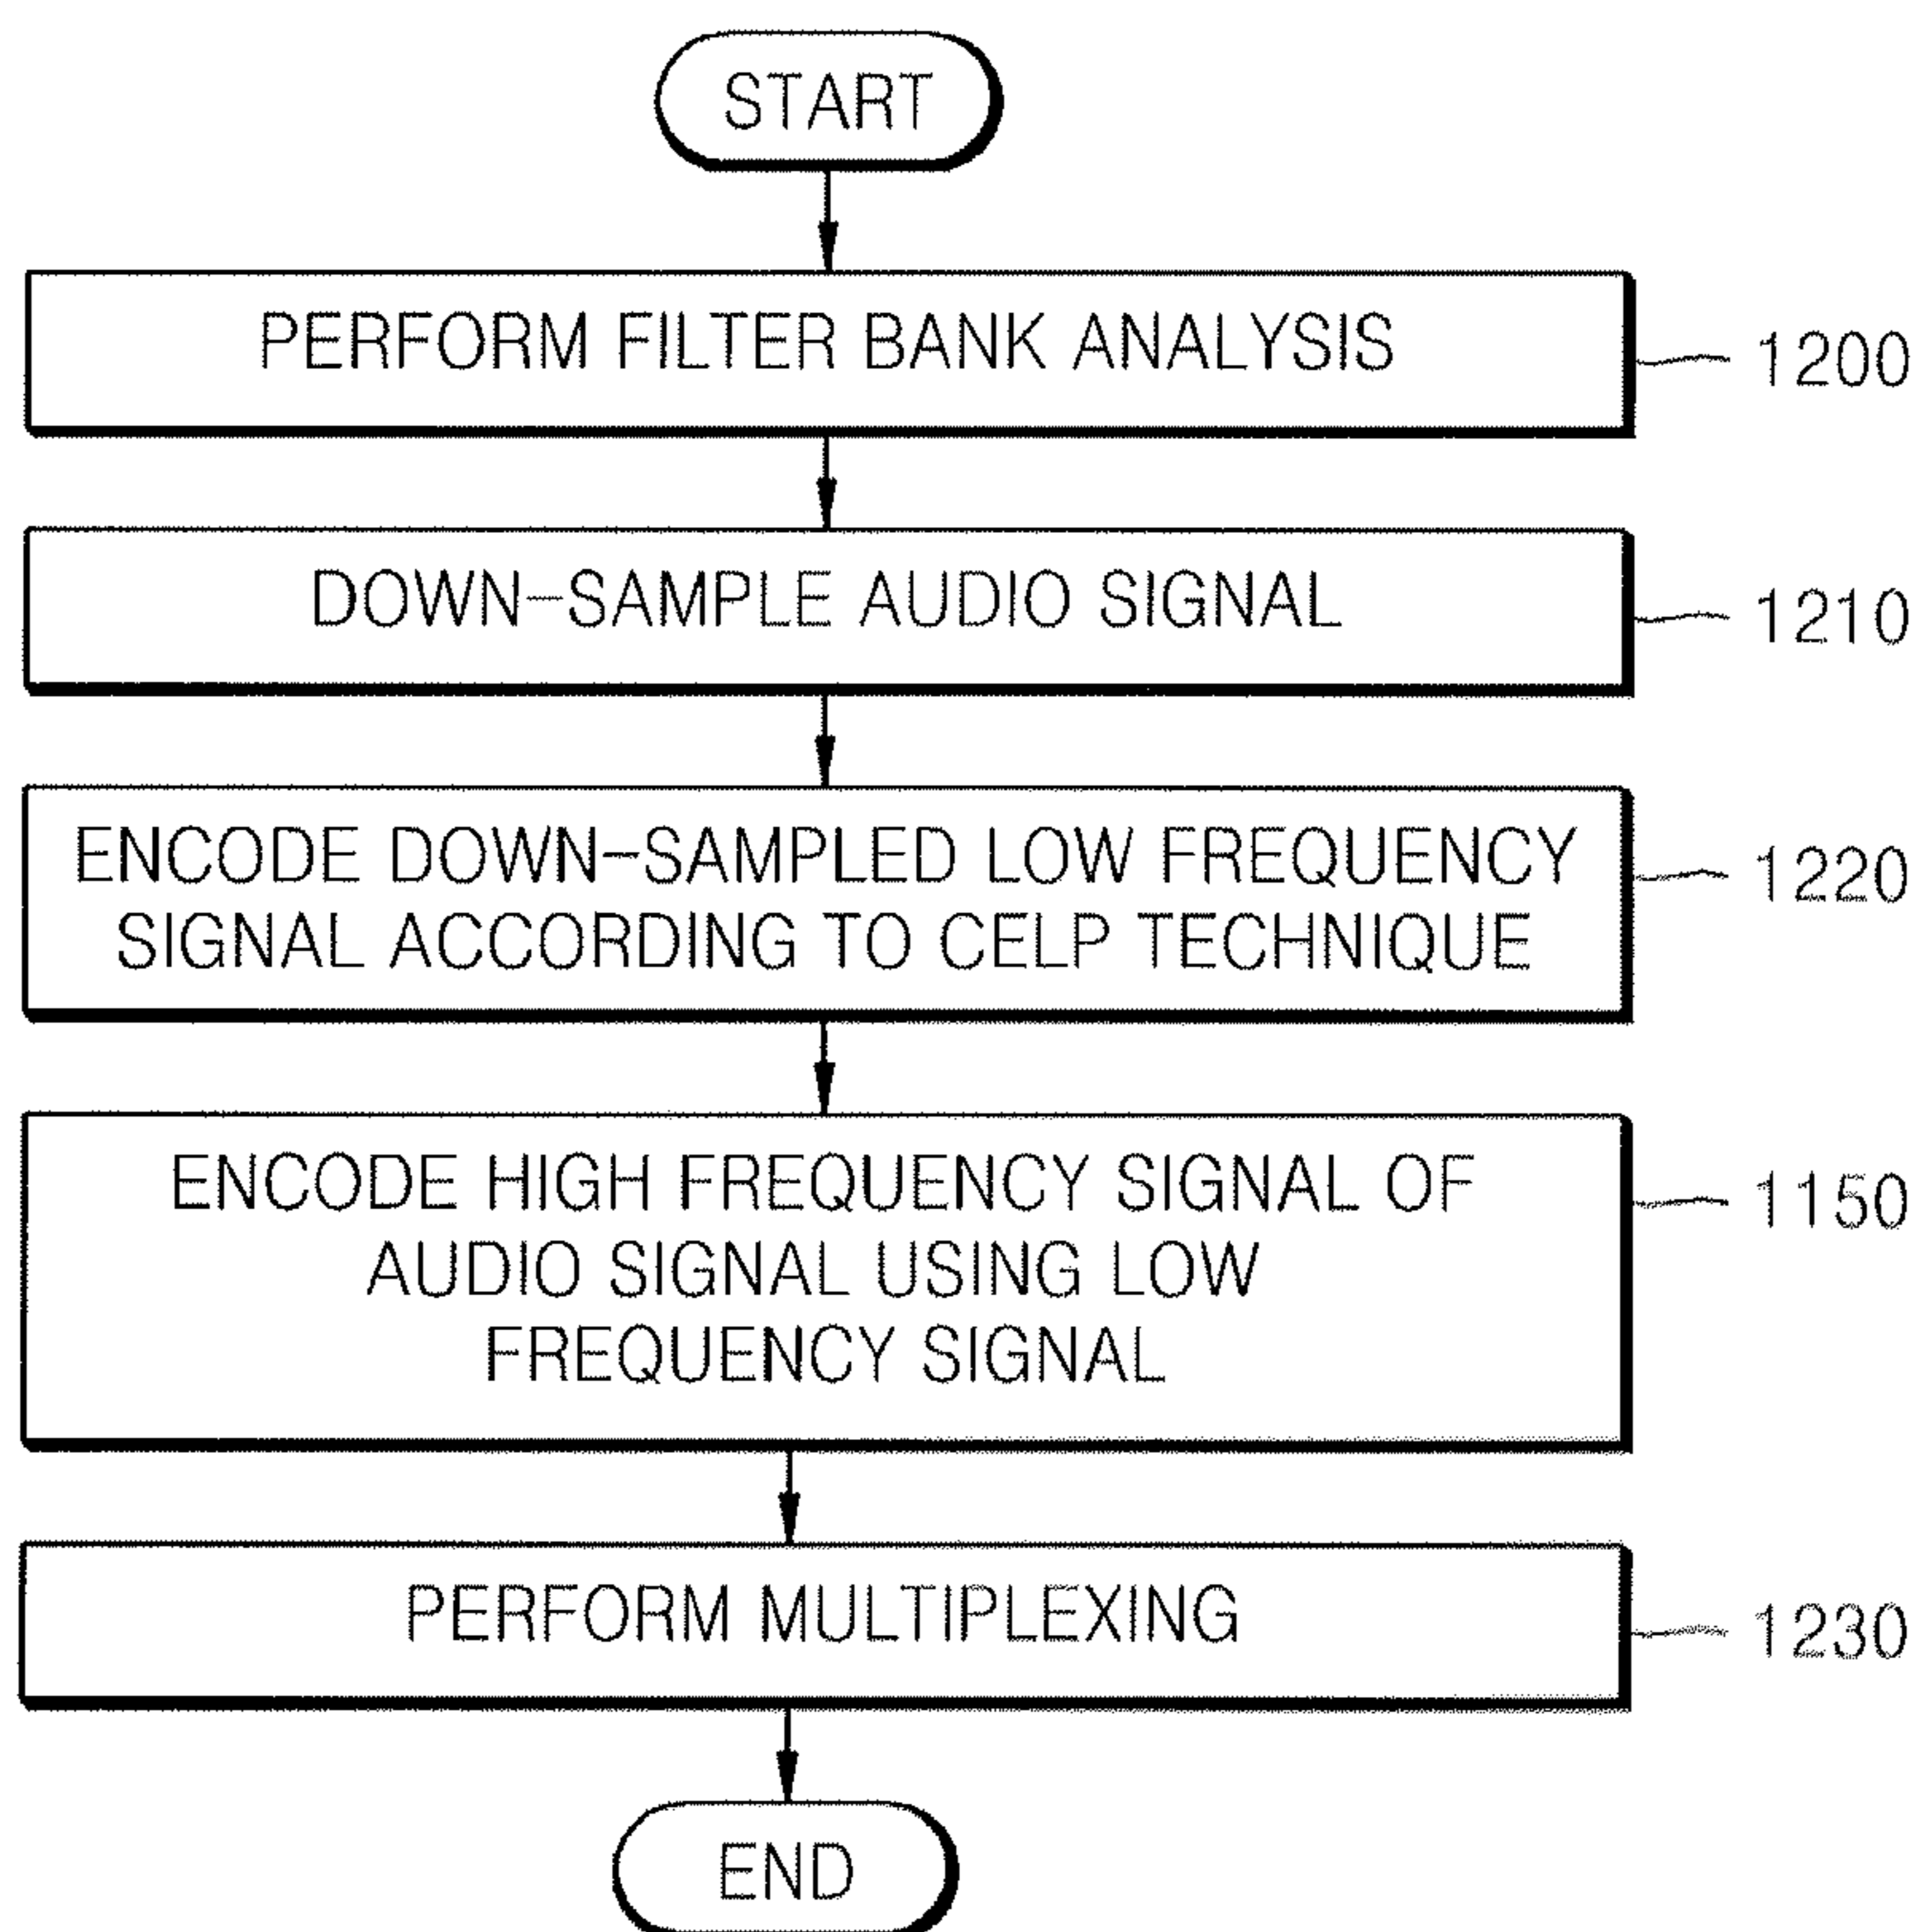 START
PERFORM FILTER BANK ANALYSIS
1200
DOWN-SAMPLE AUDIO SIGNAL
1210
ENCODE DOWN-SAMPLED LOW FREQUENCY
SIGNAL ACCORDING TO CELP TECHNIQUE
1220
ENCODE HIGH FREQUENCY SIGNAL OF
AUDIO SIGNAL USING LOW
FREQUENCY SIGNAL
1150
PERFORM MULTIPLEXING
1230
END